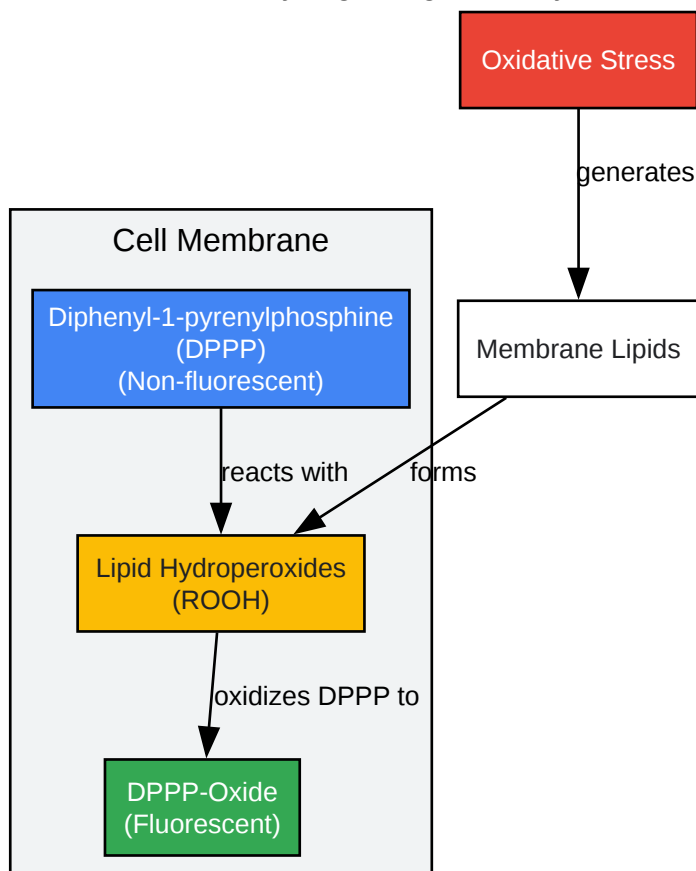 Oxidative Stress
generates
Cell Membrane
Diphenyl-1-pyrenylphosphine
(DPPP)
(Non-fluorescent)
Membrane Lipids
reacts with
forms
Lipid Hydroperoxides
(ROOH)
oxidizes DPPP to
DPPP-Oxide
(Fluorescent)